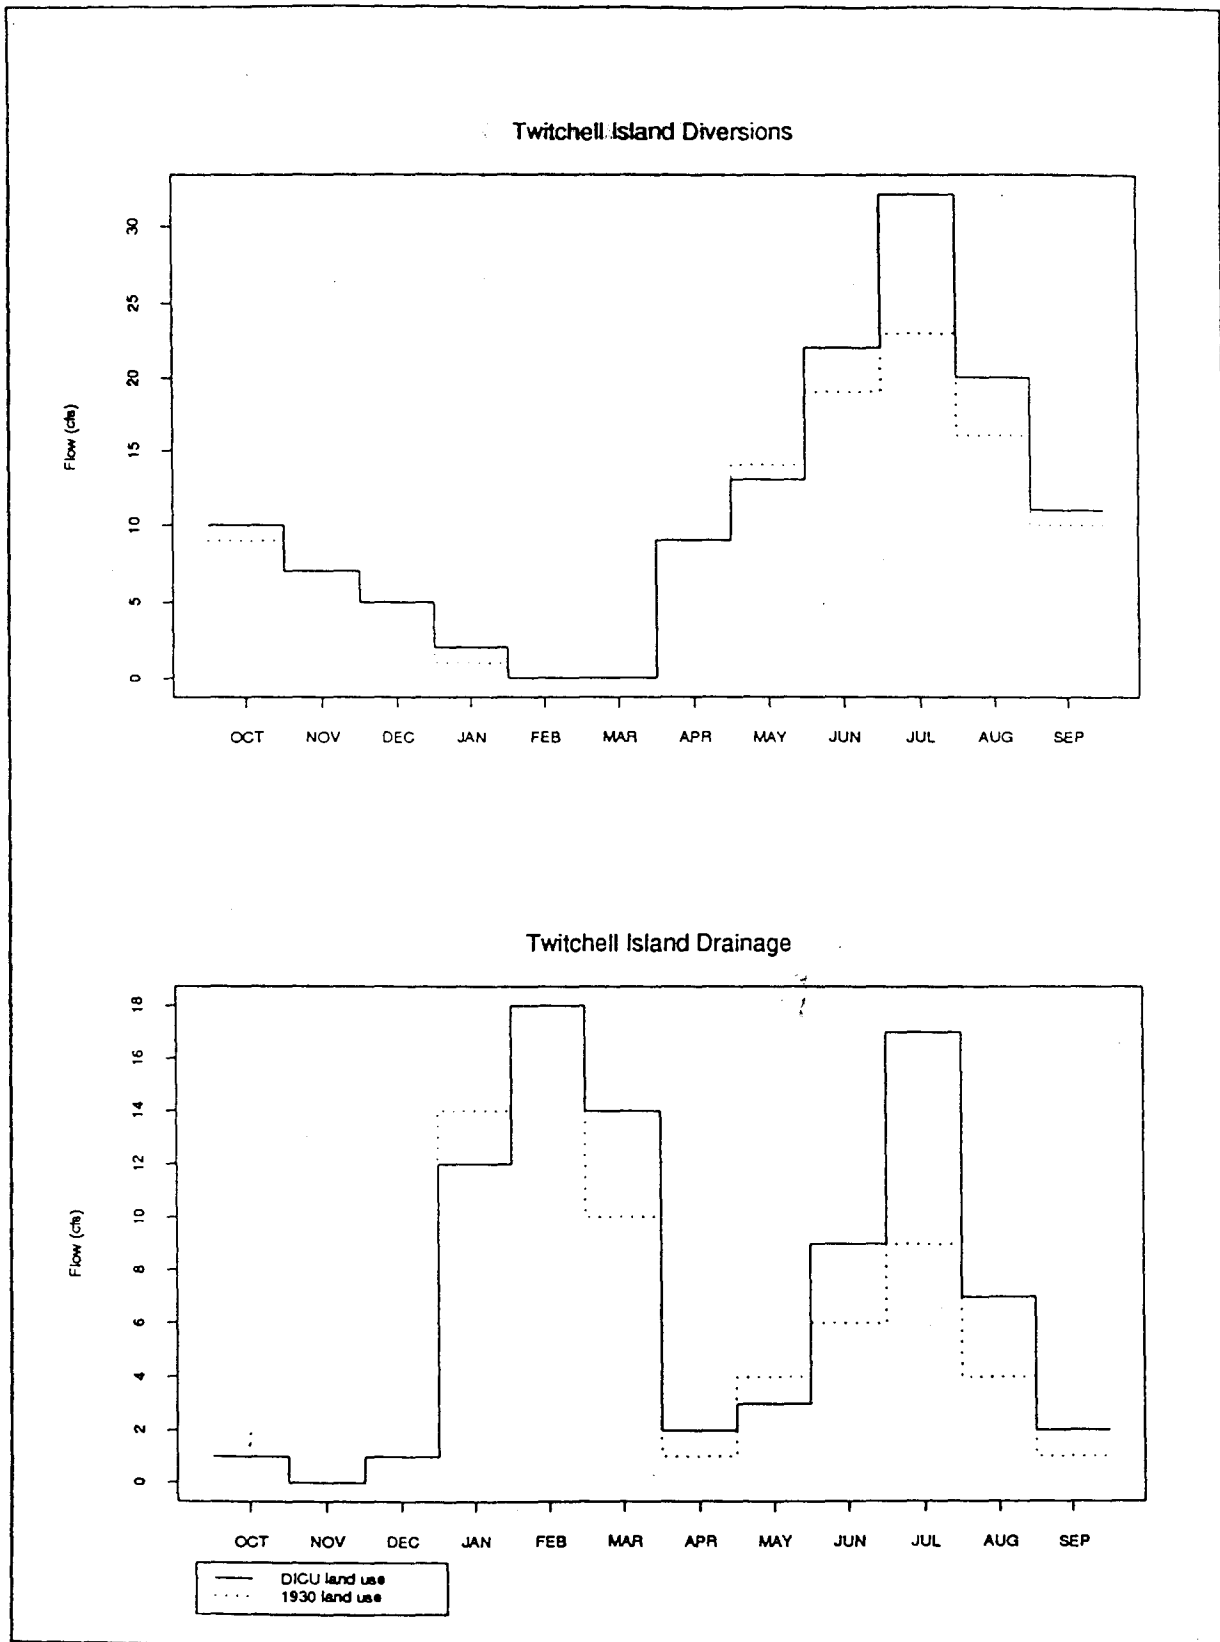 Twitchell Island Diversions
30
25
20
15
10
5
0
Flow (cfs)
OCT NOV DEC JAN FEB MAR APR MAY JUN JUL AUG SEP
Twitchell Island Drainage
18
16
14
12
10
8
6
4
2
0
Flow (cfs)
OCT NOV DEC JAN FEB MAR APR MAY JUN JUL AUG SEP
DICU land use
1930 land use